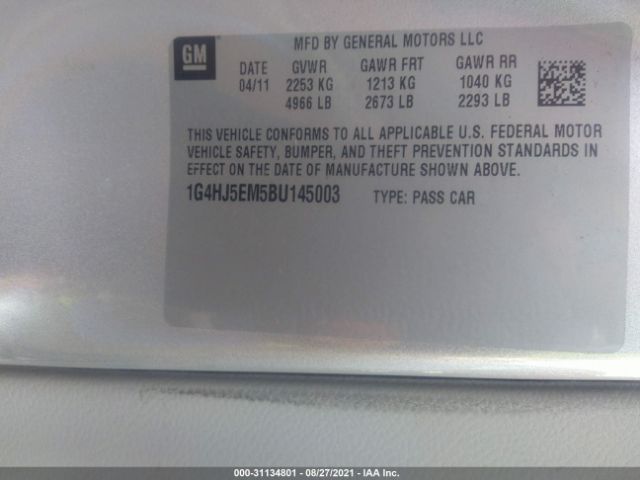 GM
MFD BY GENERAL MOTORS LLC
DATE GVWR GAWR FRT GAWR RR
04/11 2253 KG 1213 KG 1040 KG
4966 LB 2673 LB 2293 LB
THIS VEHICLE CONFORMS TO ALL APPLICABLE U.S. FEDERAL MOTOR
VEHICLE SAFETY, BUMPER, AND THEFT PREVENTION STANDARDS IN
EFFECT ON THE DATE OF MANUFACTURE SHOWN ABOVE.
1G4HJ5EM5BU145003 TYPE: PASS CAR
000-31134801 - 08/27/2021 - IAAI Inc.